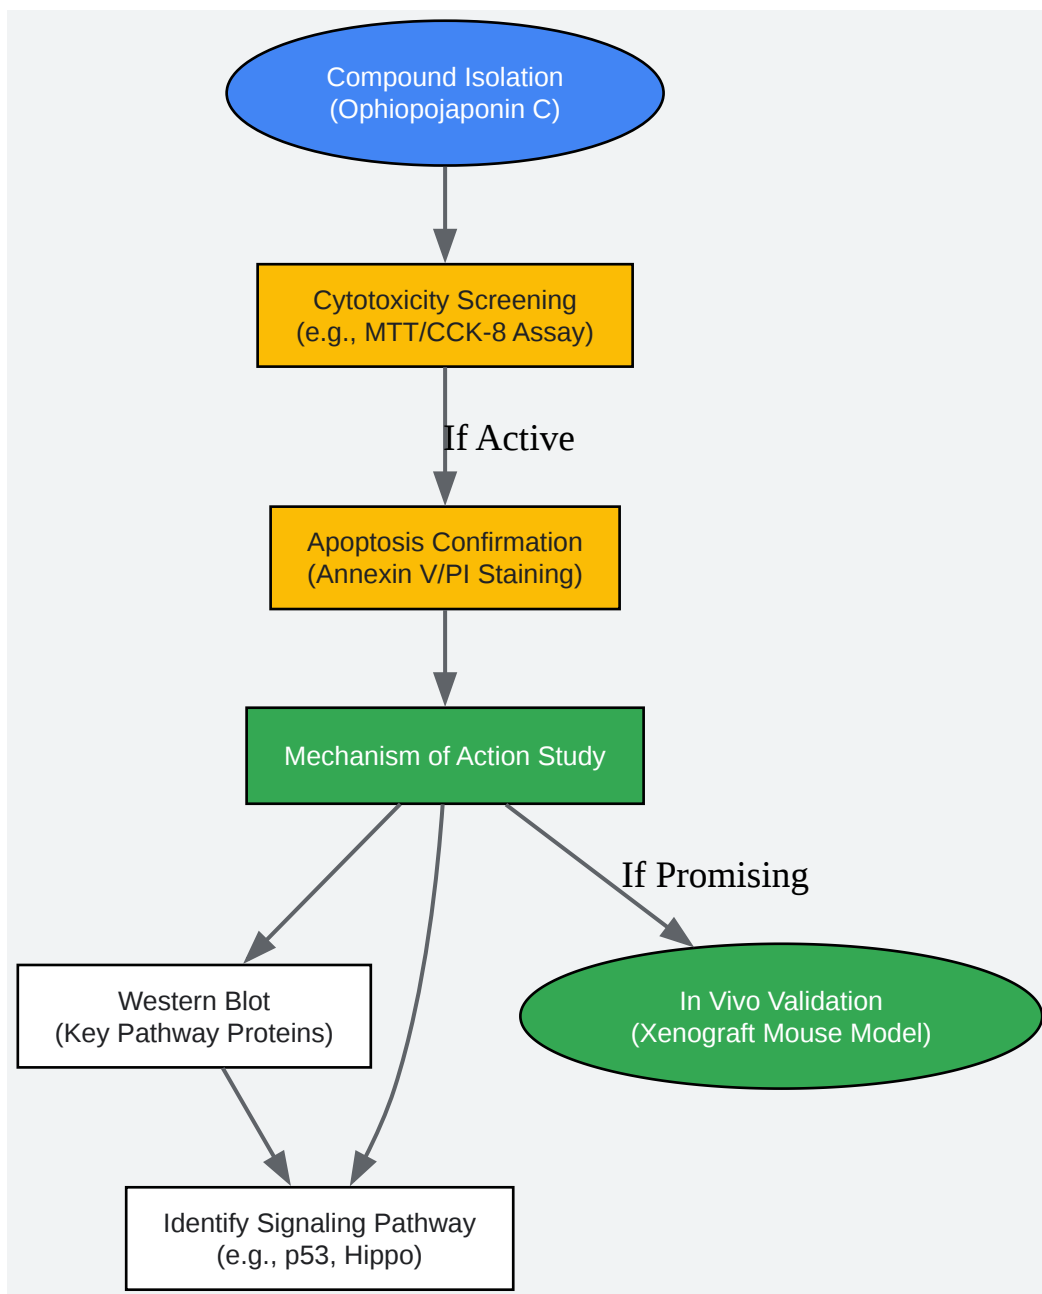 Compound Isolation
(Ophiopojaponin C)
Cytotoxicity Screening
(e.g., MTT/CCK-8 Assay)
If Active
Apoptosis Confirmation
(Annexin V/PI Staining)
Mechanism of Action Study
If Promising
Western Blot
(Key Pathway Proteins)
In Vivo Validation
(Xenograft Mouse Model)
Identify Signaling Pathway
(e.g., p53, Hippo)